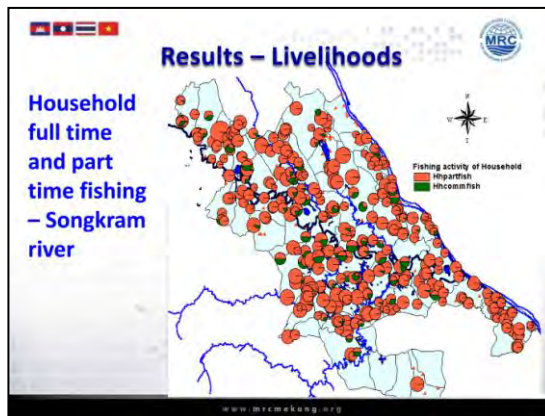 MRC
Results – Livelihoods
Household
full time
and part
time fishing
– Songkram
river
Fishing activity of Household
Hhpartfish
Hhcommfish
www.mrcmekong.org